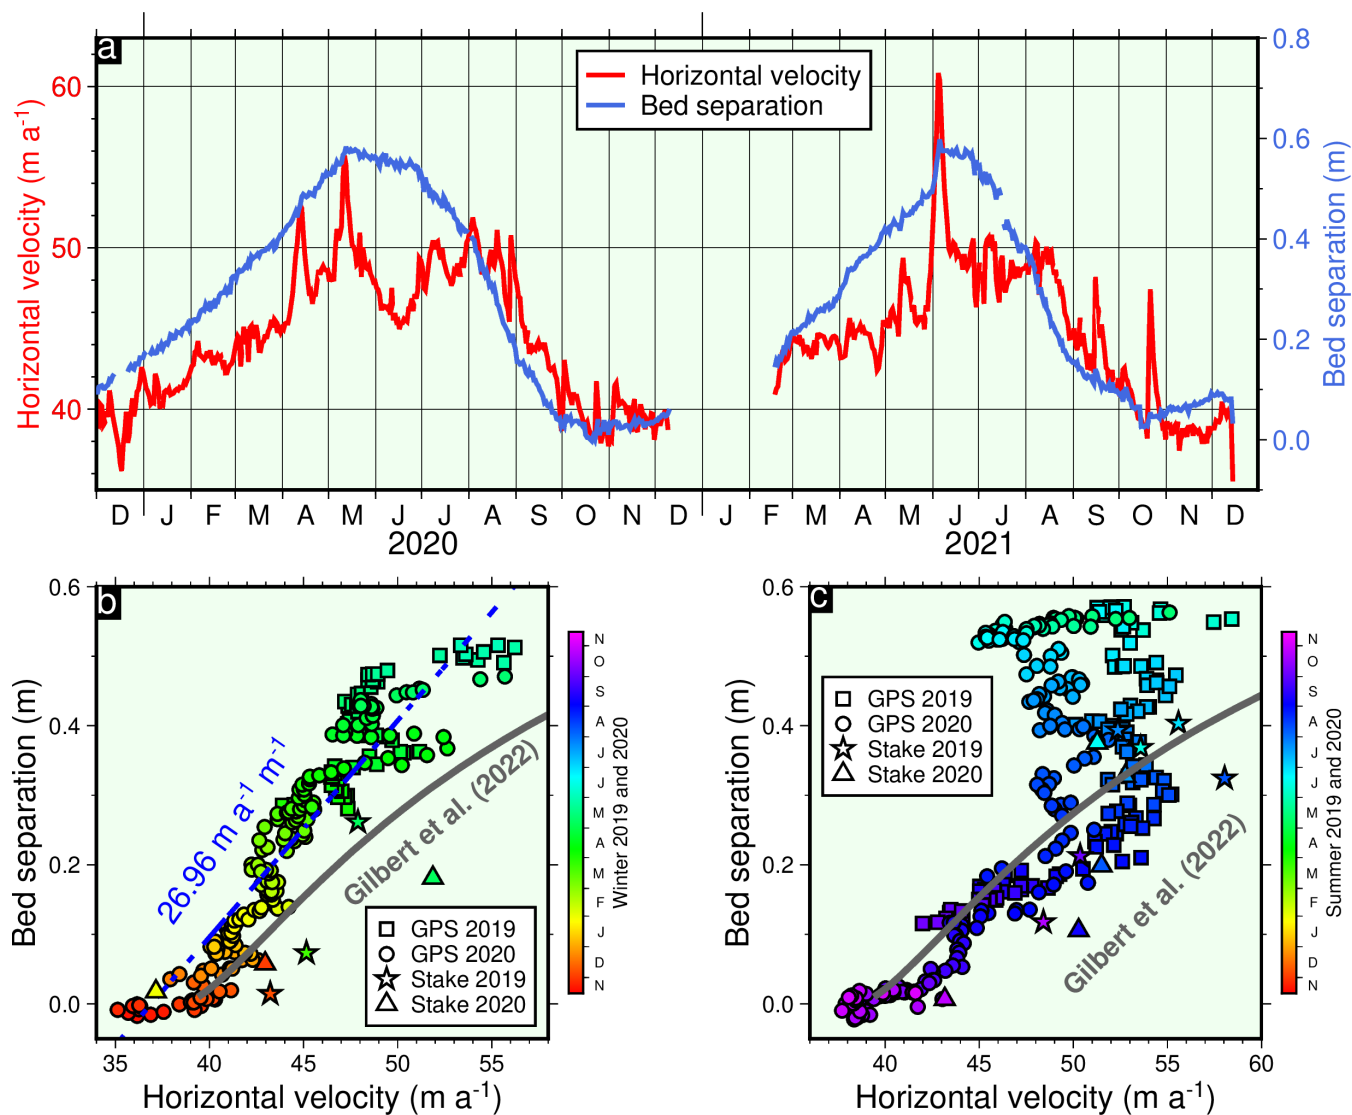 a
Horizontal velocity
Bed separation
Horizontal velocity (m a⁻¹)
60
50
40
Bed separation (m)
0.8
0.6
0.4
0.2
0.0
D J F M A M J J A S O N D J F M A M J J A S O N D
2020
2021
b
0.6
0.4
0.2
0.0
Bed separation (m)
26.96 m a⁻¹ m⁻¹
Gilbert et al. (2022)
GPS 2019
GPS 2020
Stake 2019
Stake 2020
35 40 45 50 55
Horizontal velocity (m a⁻¹)
N
O
S
A
J
J
M
A
M
F
J
D
N
Winter 2019 and 2020
c
0.6
0.4
0.2
0.0
Bed separation (m)
GPS 2019
GPS 2020
Stake 2019
Stake 2020
Gilbert et al. (2022)
40 45 50 55 60
Horizontal velocity (m a⁻¹)
N
O
S
A
J
J
M
A
M
F
J
D
N
Summer 2019 and 2020